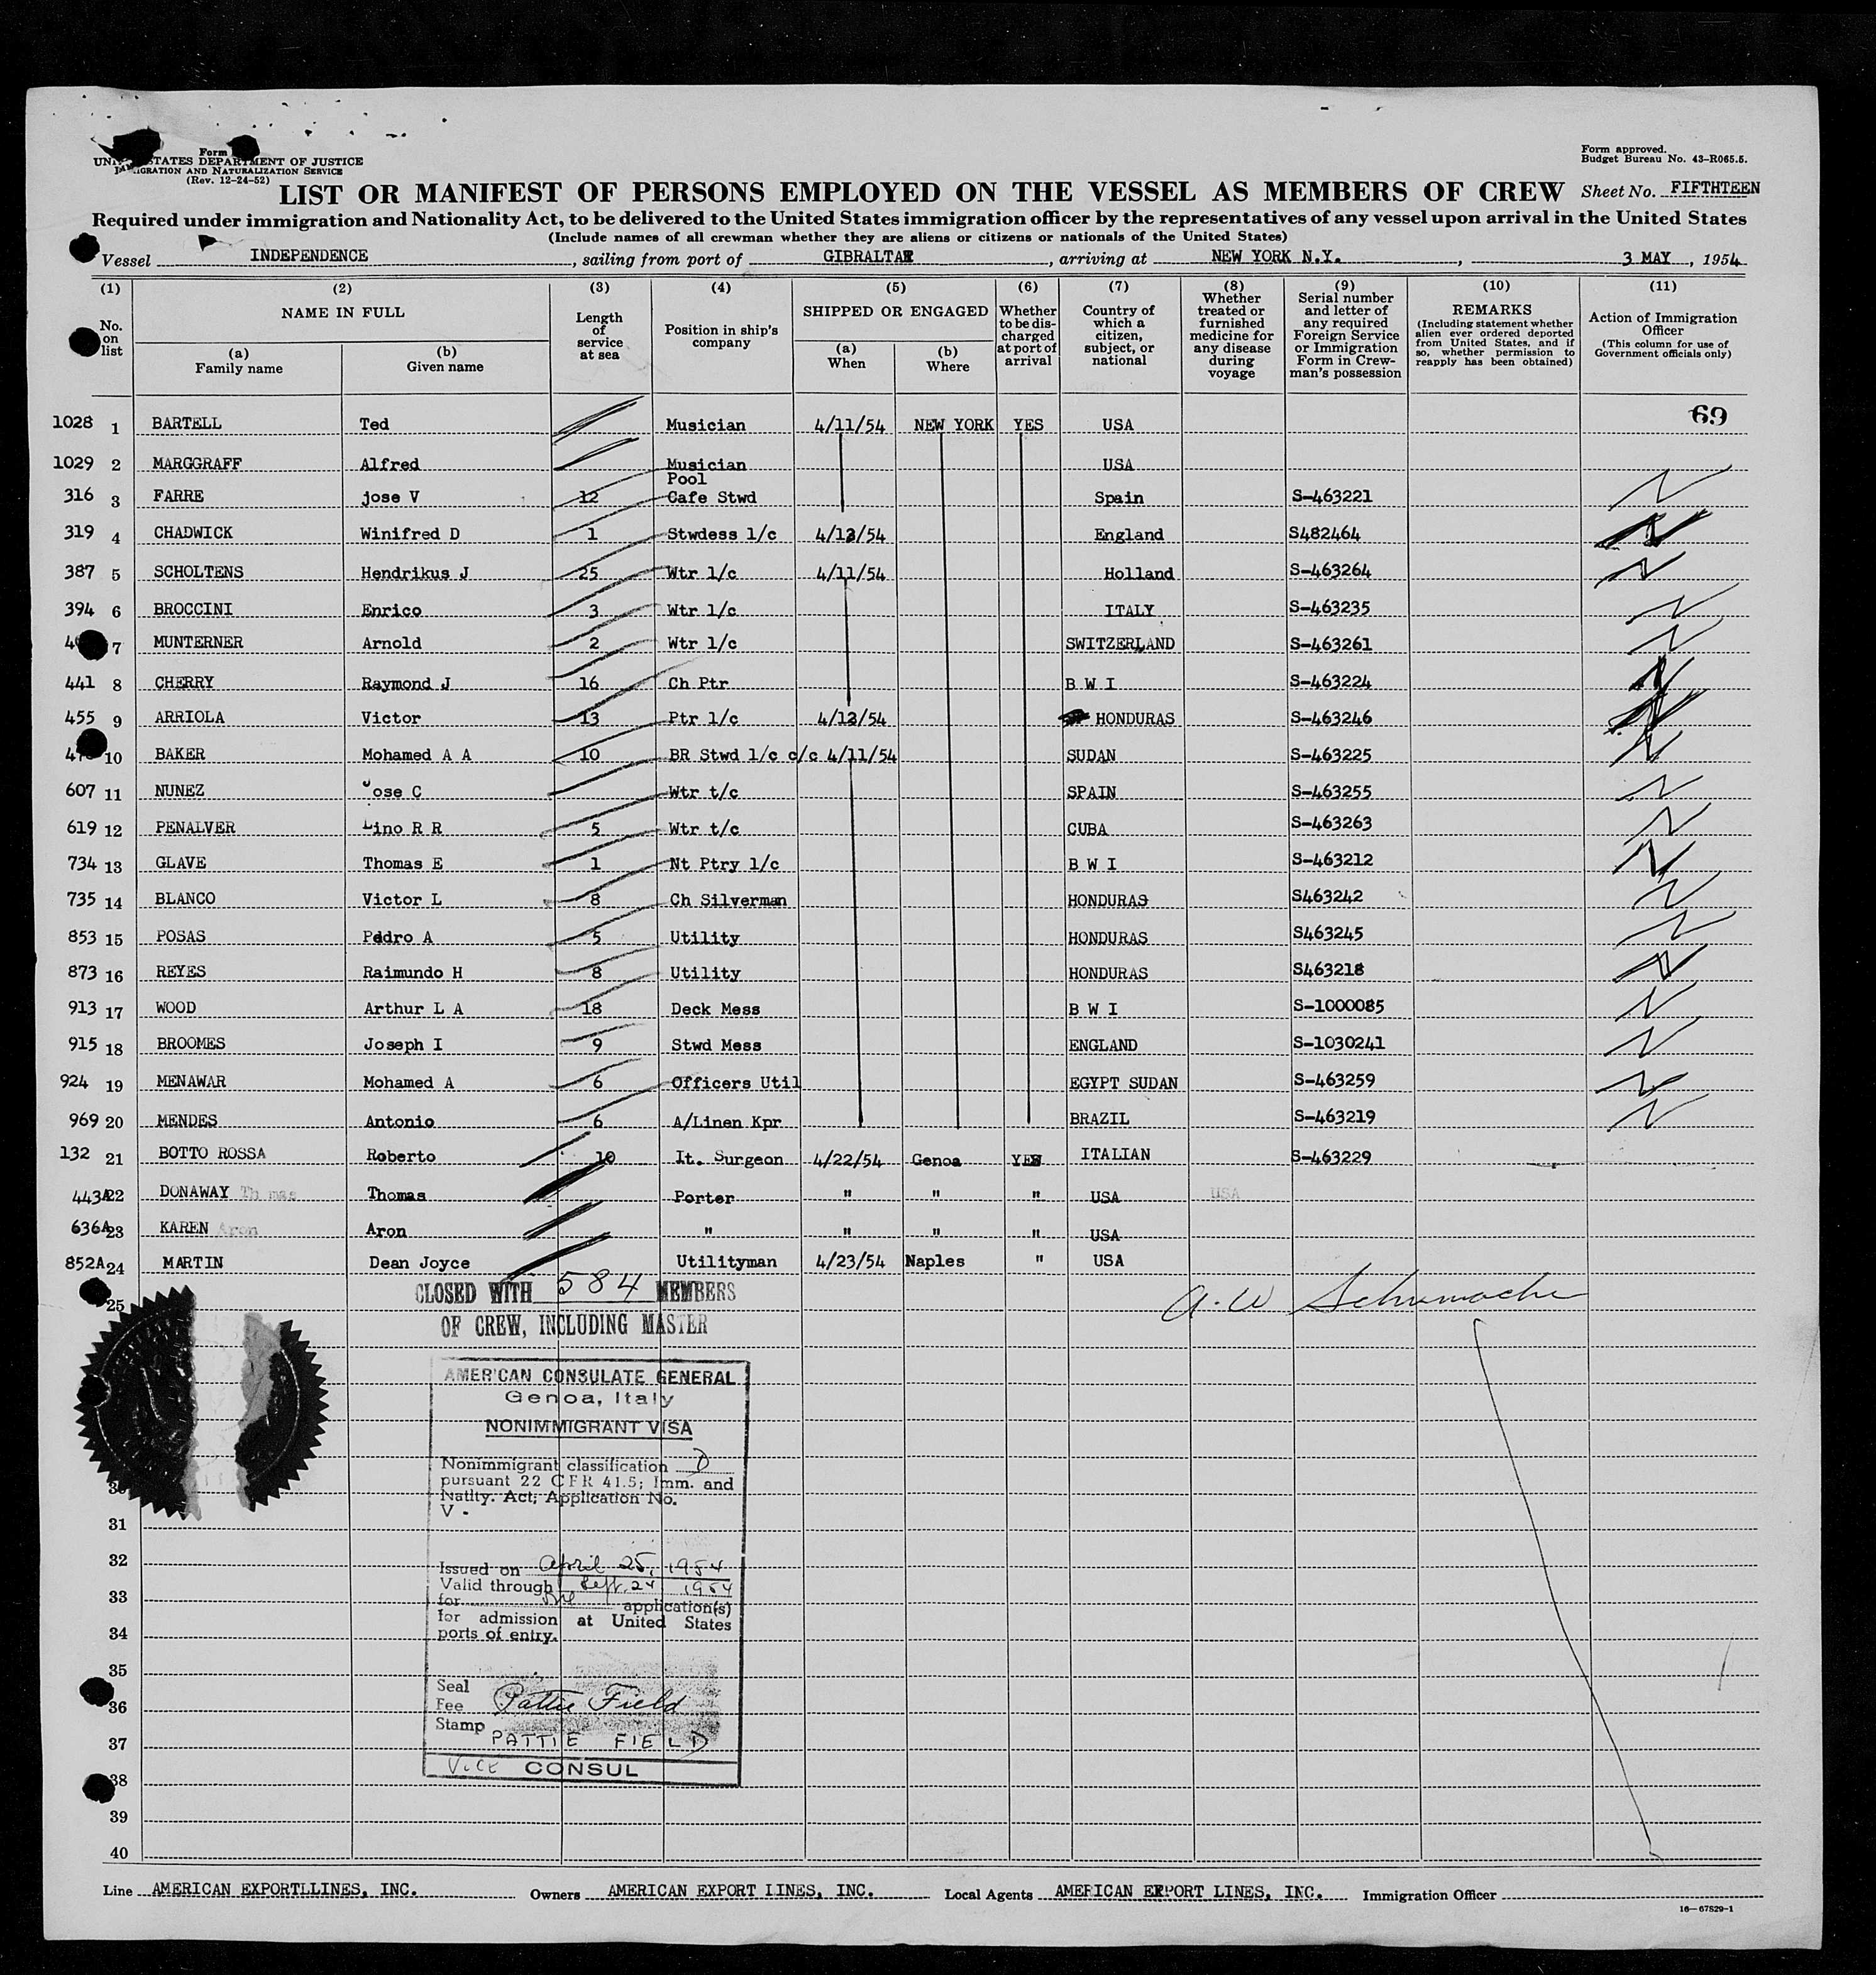 Form
UNITED STATES DEPARTMENT OF JUSTICE
IMMIGRATION AND NATURALIZATION SERVICE
(Rev. 12-24-52)
Form approved.
Budget Bureau No. 43-R065.5.
LIST OR MANIFEST OF PERSONS EMPLOYED ON THE VESSEL AS MEMBERS OF CREW Sheet No. FIFTHTEEN
Required under immigration and Nationality Act, to be delivered to the United States immigration officer by the representatives of any vessel upon arrival in the United States
(Include names of all crewman whether they are aliens or citizens or nationals of the United States)
Vessel INDEPENDENCE, sailing from port of GIBRALTAR, arriving at NEW YORK N.Y., 3 MAY, 1954
(1) No. on list
(2) NAME IN FULL (a) Family name (b) Given name
(3) Length of service at sea
(4) Position in ship's company
(5) SHIPPED OR ENGAGED (a) When (b) Where
(6) Whether to be discharged at port of arrival
(7) Country of which a citizen, subject, or national
(8) Whether treated or furnished medicine for any disease during voyage
(9) Serial number and letter of any required Foreign Service or Immigration Form in Crewman's possession
(10) REMARKS (Including statement whether alien ever ordered deported from United States, and if so, whether permission to reapply has been obtained)
(11) Action of Immigration Officer (This column for use of Government officials only)
69
1028 1 BARTELL Ted Musician 4/11/54 NEW YORK YES USA
1029 2 MARGGRAFF Alfred Musician USA
316 3 FARRE jose V 12 Pool Cafe Stwd Spain S-463221
319 4 CHADWICK Winifred D 1 Stwdess 1/c 4/12/54 England S482464
387 5 SCHOLTENS Hendrikus J 25 Wtr 1/c 4/11/54 Holland S-463264
394 6 BROCCINI Enrico 3 Wtr 1/c ITALY S-463235
7 MUNTERNER Arnold 2 Wtr 1/c SWITZERLAND S-463261
441 8 CHERRY Raymond J 16 Ch Ptr B W I S-463224
455 9 ARRIOLA Victor 13 Ptr 1/c 4/12/54 HONDURAS S-463246
10 BAKER Mohamed A A 10 BR Stwd 1/c c/c 4/11/54 SUDAN S-463225
607 11 NUNEZ Jose C Wtr t/c SPAIN S-463255
619 12 PENALVER Lino R R 5 Wtr t/c CUBA S-463263
734 13 GLAVE Thomas E 1 Nt Ptry 1/c B W I S-463212
735 14 BLANCO Victor L 8 Ch Silverman HONDURAS S463242
853 15 POSAS Pedro A 5 Utility HONDURAS S463245
873 16 REYES Raimundo H 8 Utility HONDURAS S463218
913 17 WOOD Arthur L A 18 Deck Mess B W I S-1000085
915 18 BROOMES Joseph I 9 Stwd Mess ENGLAND S-1030241
924 19 MENAWAR Mohamed A 6 Officers Util EGYPT SUDAN S-463259
969 20 MENDES Antonio 6 A/Linen Kpr BRAZIL S-463219
132 21 BOTTO ROSSA Roberto 10 It. Surgeon 4/22/54 Genoa YES ITALIAN S-463229
443A 22 DONAWAY Thomas Thomas Porter " " " USA USA
636A 23 KAREN Aron Aron " " " " USA
852A 24 MARTIN Dean Joyce Utilityman 4/23/54 Naples " USA
25
CLOSED WITH 584 MEMBERS
OF CREW, INCLUDING MASTER
A. W Schumacher
AMERICAN CONSULATE GENERAL
Genoa, Italy
NONIMMIGRANT VISA
Nonimmigrant classification D
pursuant 22 CFR 41.5; Imm. and
Natlty. Act; Application No.
V -
Issued on April 25, 1954
Valid through Sept. 24 1954
for one application(s)
for admission at United States
ports of entry.
Seal
Fee Pattie Field
Stamp
PATTIE FIELD
VICE CONSUL
30
31
32
33
34
35
36
37
38
39
40
Line AMERICAN EXPORTLLINES, INC. Owners AMERICAN EXPORT LINES, INC. Local Agents AMERICAN EXPORT LINES, INC. Immigration Officer
16—67829-1